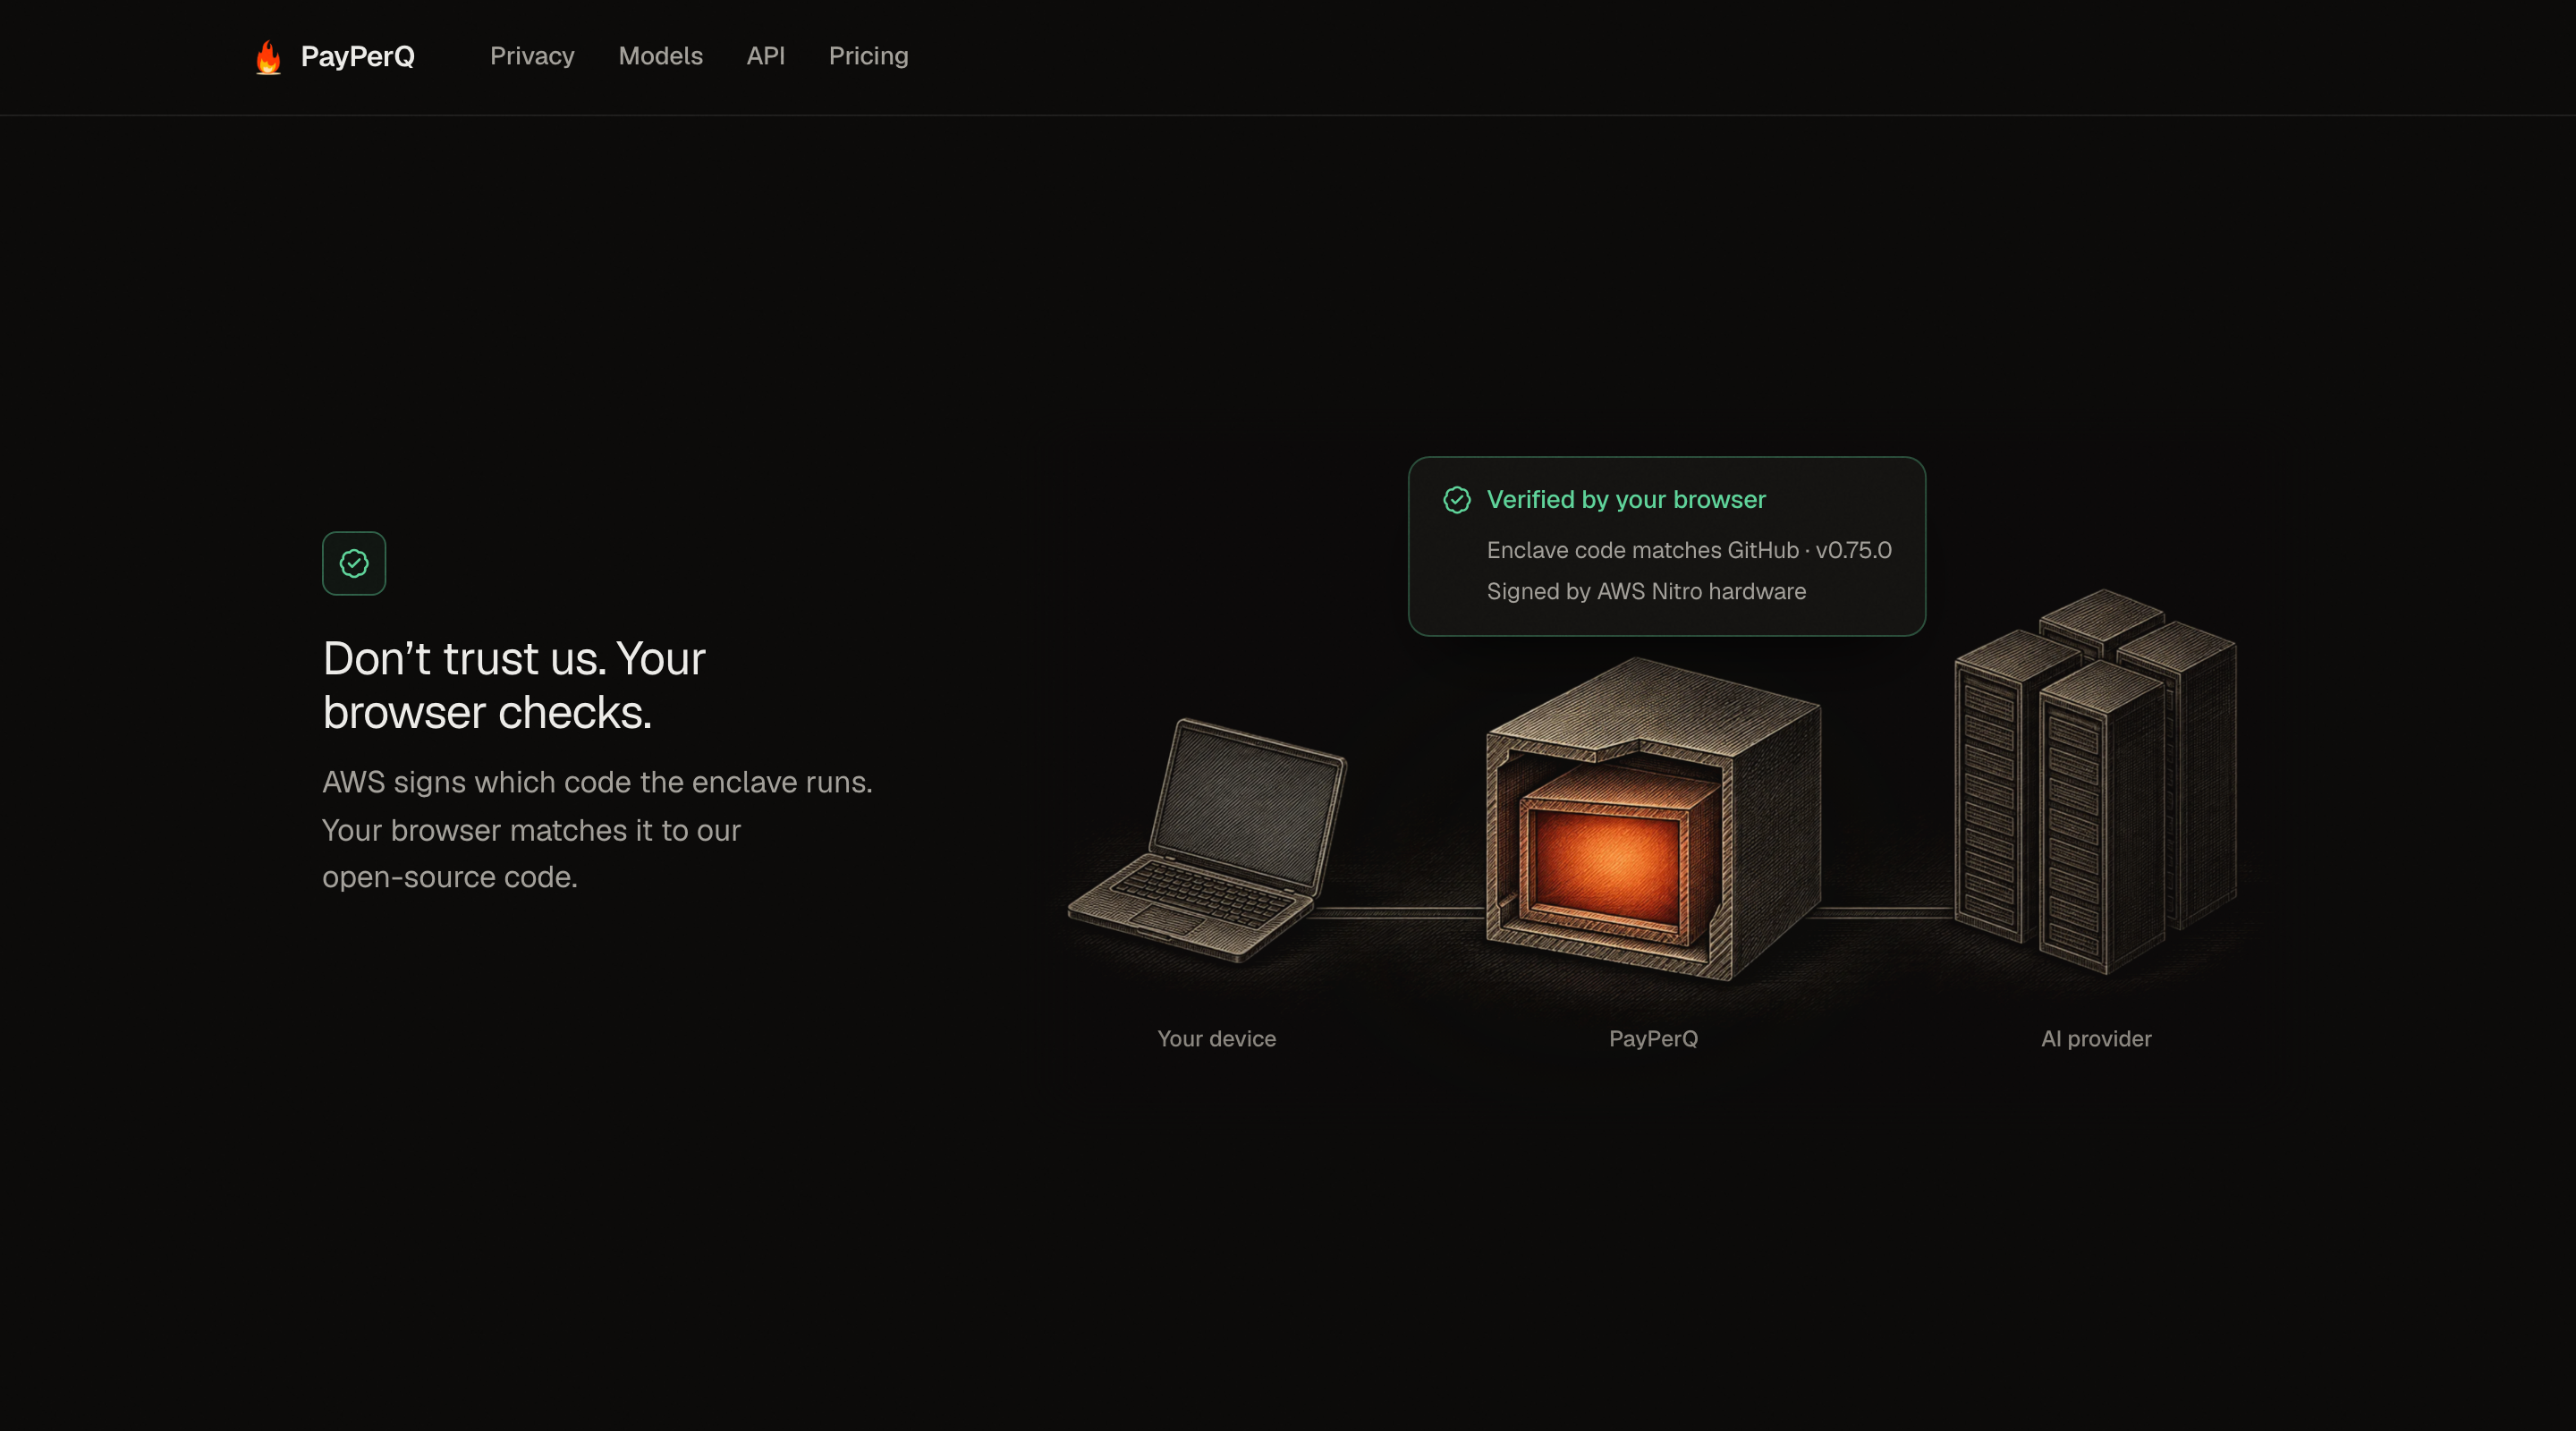 PayPerQ
Privacy
Models
API
Pricing
Don’t trust us. Your
browser checks.
AWS signs which code the enclave runs.
Your browser matches it to our
open-source code.
Verified by your browser
Enclave code matches GitHub · v0.75.0
Signed by AWS Nitro hardware
Your device
PayPerQ
AI provider